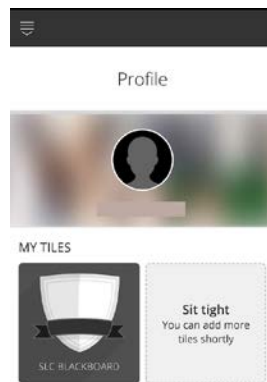 Profile
MY TILES
SLC BLACKBOARD
Sit tight
You can add more
tiles shortly